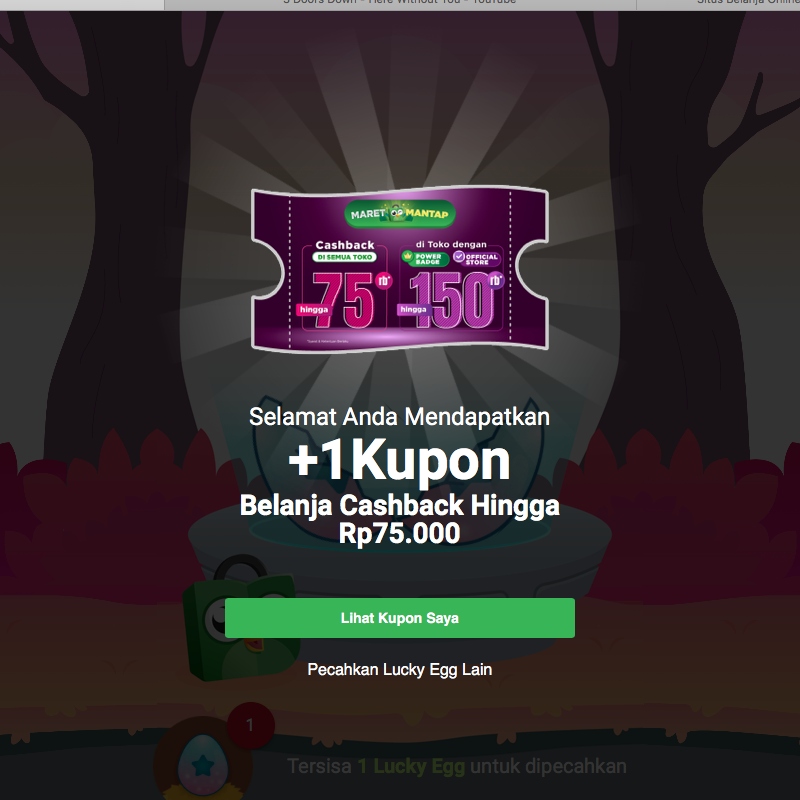 3 Doors Down - Here Without You - YouTube
Situs Belanja Online
MARET MANTAP
Cashback
DI SEMUA TOKO
hingga
75
rb*
di Toko dengan
POWER BADGE
OFFICIAL STORE
hingga
150
rb*
Selamat Anda Mendapatkan
+1Kupon
Belanja Cashback Hingga
Rp75.000
Lihat Kupon Saya
Pecahkan Lucky Egg Lain
1
Tersisa 1 Lucky Egg untuk dipecahkan